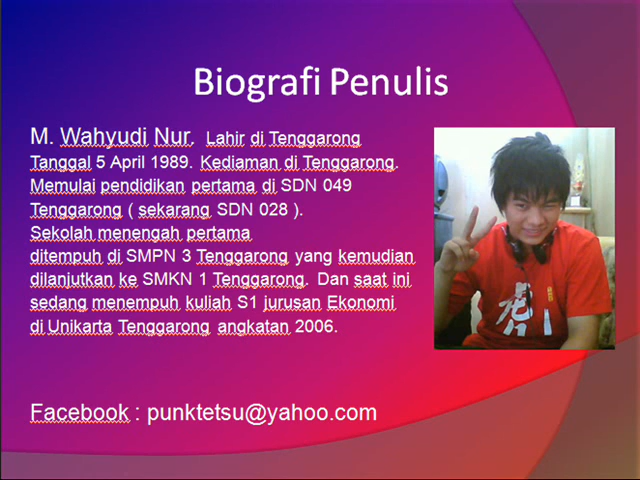 Biografi Penulis
M. Wahyudi Nur. Lahir di Tenggarong
Tanggal 5 April 1989. Kediaman di Tenggarong.
Memulai pendidikan pertama di SDN 049
Tenggarong ( sekarang SDN 028 ).
Sekolah menengah pertama
ditempuh di SMPN 3 Tenggarong yang kemudian
dilanjutkan ke SMKN 1 Tenggarong. Dan saat ini
sedang menempuh kuliah S1 jurusan Ekonomi
di Unikarta Tenggarong angkatan 2006.
Facebook : punktetsu@yahoo.com